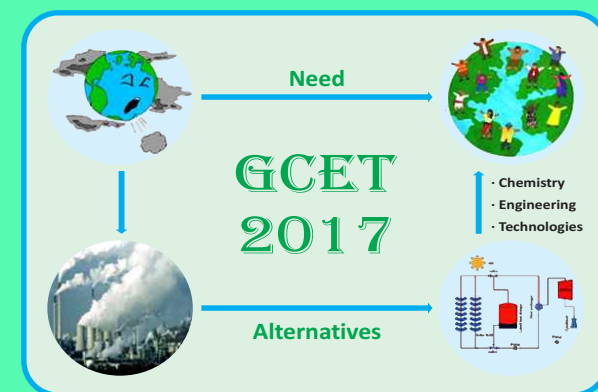 Need
GCET
2017
· Chemistry
· Engineering
· Technologies
Alternatives